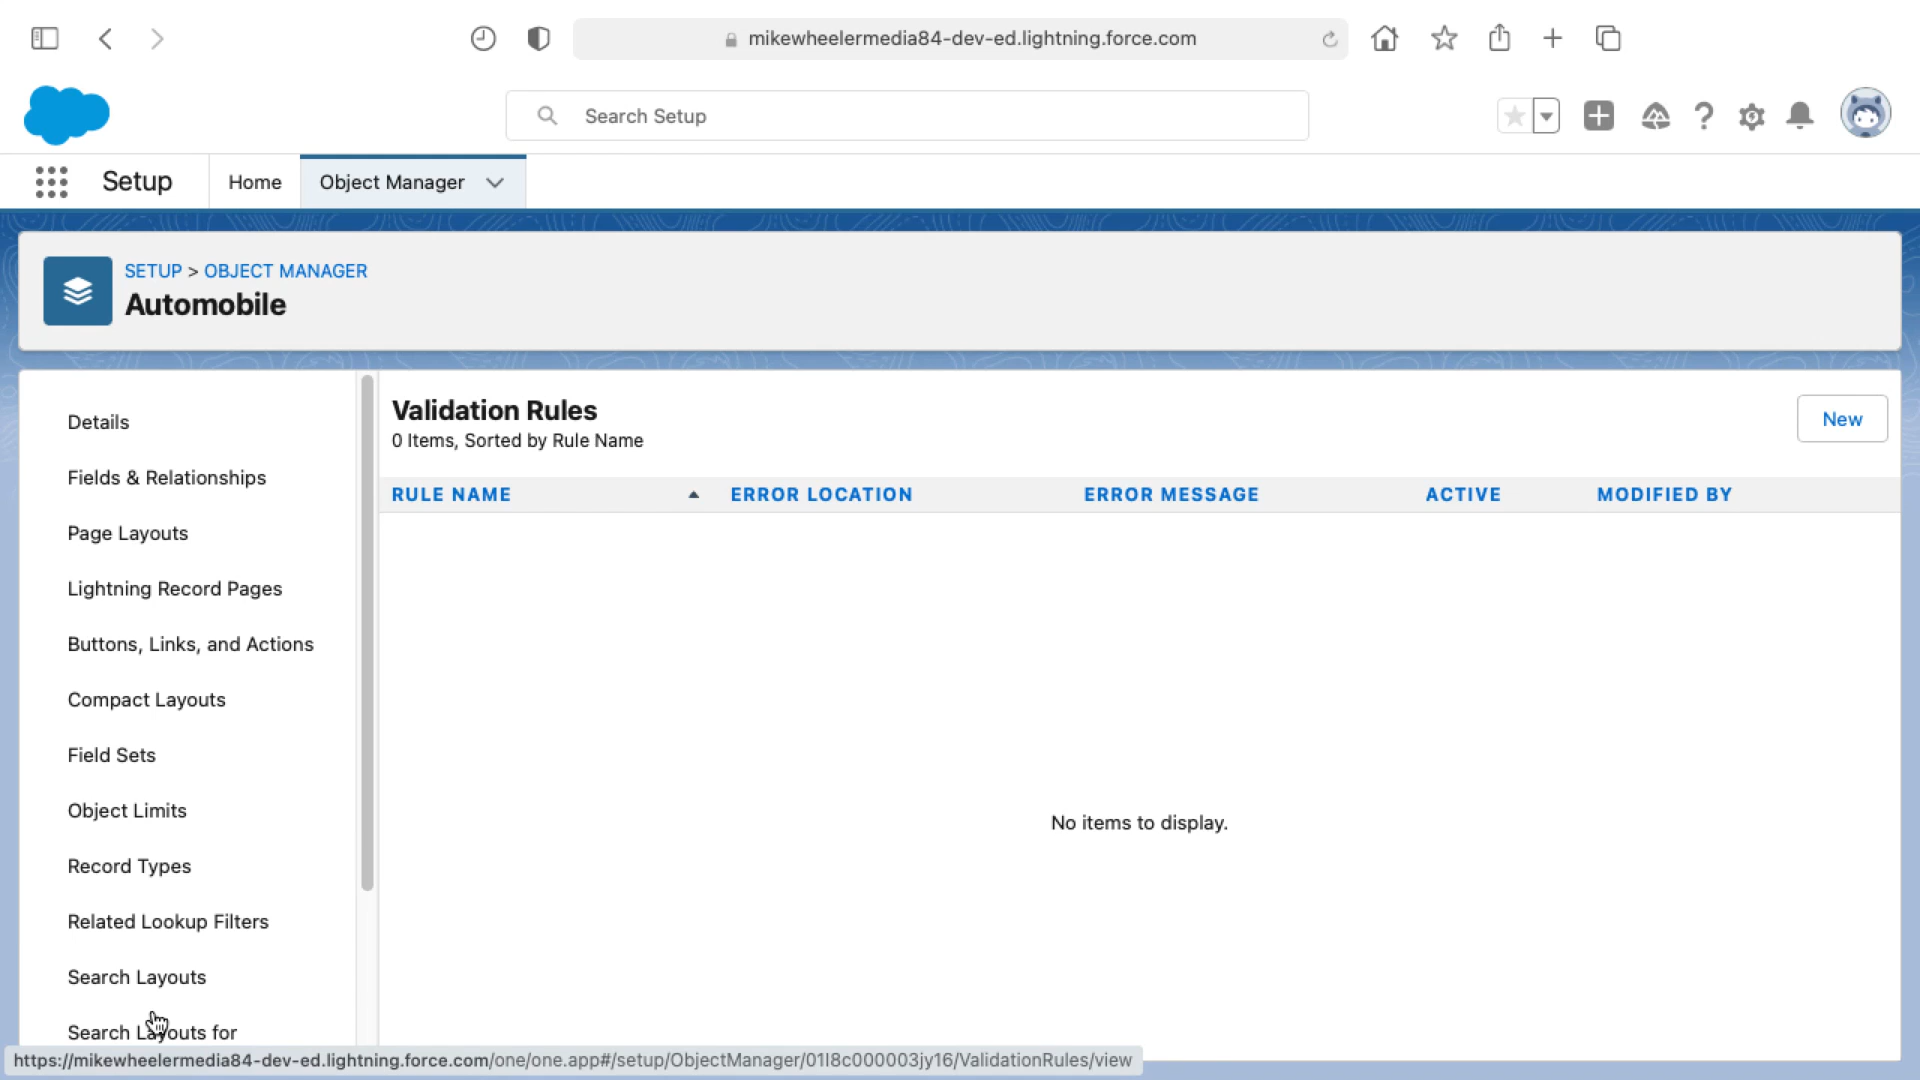 mikewheelermedia84-dev-ed.lightning.force.com
Search Setup
Setup
Home
Object Manager
SETUP > OBJECT MANAGER
Automobile
Details
Fields & Relationships
Page Layouts
Lightning Record Pages
Buttons, Links, and Actions
Compact Layouts
Field Sets
Object Limits
Record Types
Related Lookup Filters
Search Layouts
Search Layouts for
Validation Rules
0 Items, Sorted by Rule Name
New
RULE NAME
ERROR LOCATION
ERROR MESSAGE
ACTIVE
MODIFIED BY
No items to display.
https://mikewheelermedia84-dev-ed.lightning.force.com/one/one.app#/setup/ObjectManager/01I8c000003jy16/ValidationRules/view